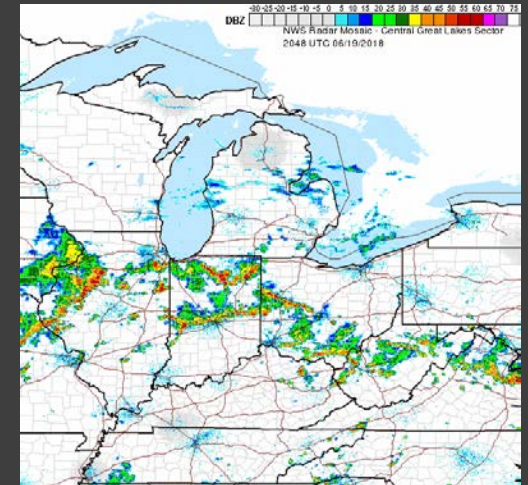 DBZ -30-25-20-15-10 -5 0 5 10 15 20 25 30 35 40 45 50 55 60 65 70 75
NWS Radar Mosaic - Central Great Lakes Sector
2048 UTC 06/19/2018